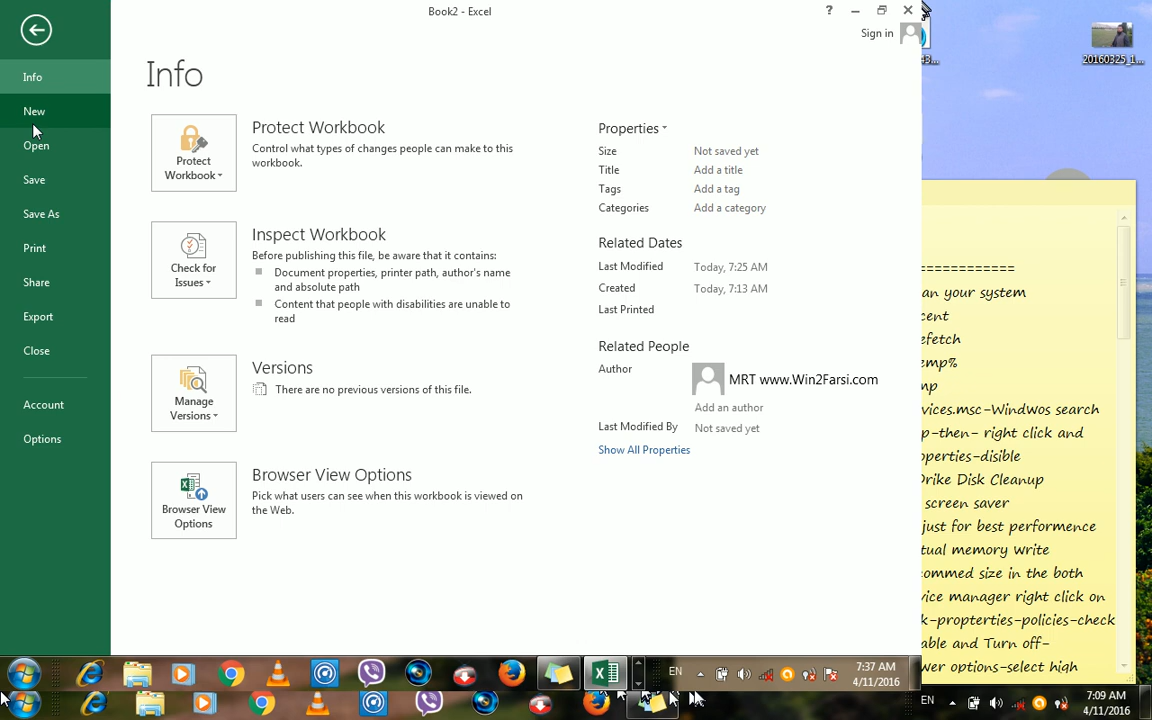 Book2 - Excel
?
Sign in
Info
New
Open
Save
Save As
Print
Share
Export
Close
Account
Options
Info
Protect Workbook
Protect Workbook
Control what types of changes people can make to this
workbook.
Check for Issues
Inspect Workbook
Before publishing this file, be aware that it contains:
Document properties, printer path, author's name
and absolute path
Content that people with disabilities are unable to
read
Manage Versions
Versions
There are no previous versions of this file.
Browser View Options
Browser View Options
Pick what users can see when this workbook is viewed on
the Web.
Properties
Size Not saved yet
Title Add a title
Tags Add a tag
Categories Add a category
Related Dates
Last Modified Today, 7:25 AM
Created Today, 7:13 AM
Last Printed
Related People
Author MRT www.Win2Farsi.com
Add an author
Last Modified By Not saved yet
Show All Properties
20160325_1...
43...
============
an your system
cent
efetch
emp%
mp
vices.msc-WindWos search
p-then- right click and
operties-disible
Drike Disk Cleanup
screen saver
just for best performence
tual memory Write
commed size in the both
vice manager right click on
k-propterties-policies-check
able and Turn off-
wer options-select high
EN 7:37 AM
4/11/2016
EN 7:09 AM
4/11/2016